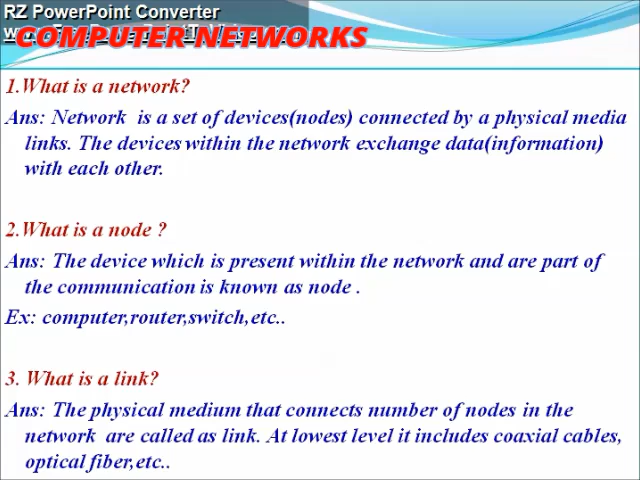 RZ PowerPoint Converter
COMPUTER NETWORKS
1.What is a network?
Ans: Network is a set of devices(nodes) connected by a physical media
links. The devices within the network exchange data(information)
with each other.
2.What is a node ?
Ans: The device which is present within the network and are part of
the communication is known as node .
Ex: computer,router,switch,etc..
3. What is a link?
Ans: The physical medium that connects number of nodes in the
network are called as link. At lowest level it includes coaxial cables,
optical fiber,etc..